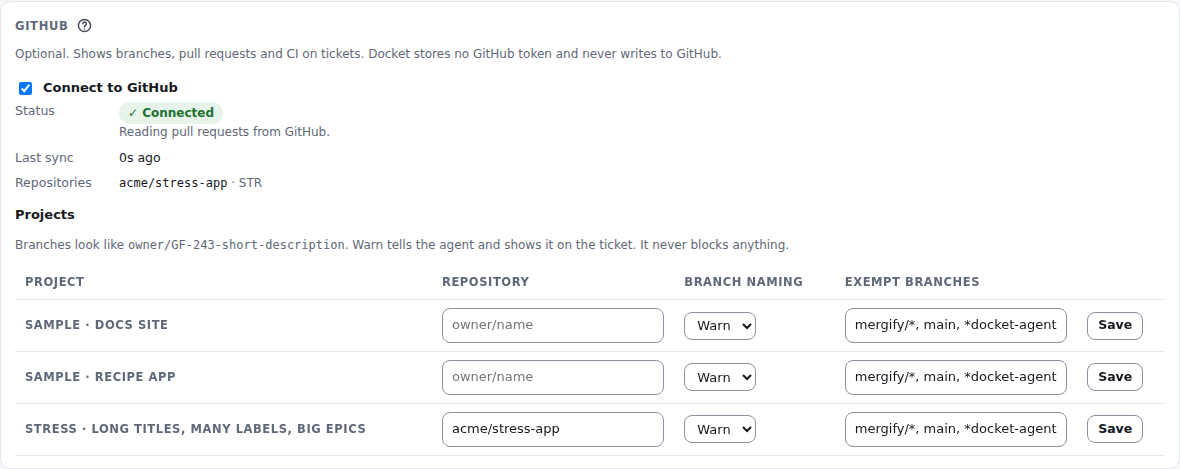 GITHUB ?
Optional. Shows branches, pull requests and CI on tickets. Docket stores no GitHub token and never writes to GitHub.
Connect to GitHub
Status ✓ Connected
Reading pull requests from GitHub.
Last sync 0s ago
Repositories acme/stress-app · STR
Projects
Branches look like owner/GF-243-short-description. Warn tells the agent and shows it on the ticket. It never blocks anything.
PROJECT REPOSITORY BRANCH NAMING EXEMPT BRANCHES
SAMPLE · DOCS SITE owner/name Warn mergify/*, main, *docket-agent Save
SAMPLE · RECIPE APP owner/name Warn mergify/*, main, *docket-agent Save
STRESS · LONG TITLES, MANY LABELS, BIG EPICS acme/stress-app Warn mergify/*, main, *docket-agent Save